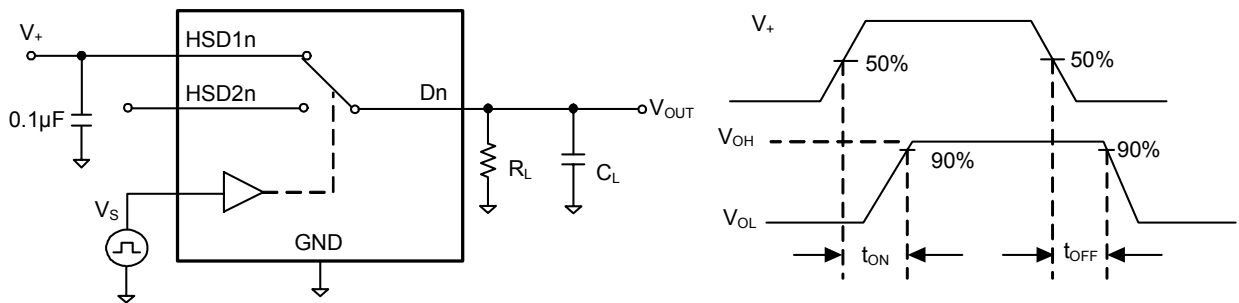 V+
HSD1n
HSD2n
0.1µF
Dn
VOUT
RL
CL
VS
GND
V+
50%
50%
VOH
90%
90%
VOL
tON
tOFF